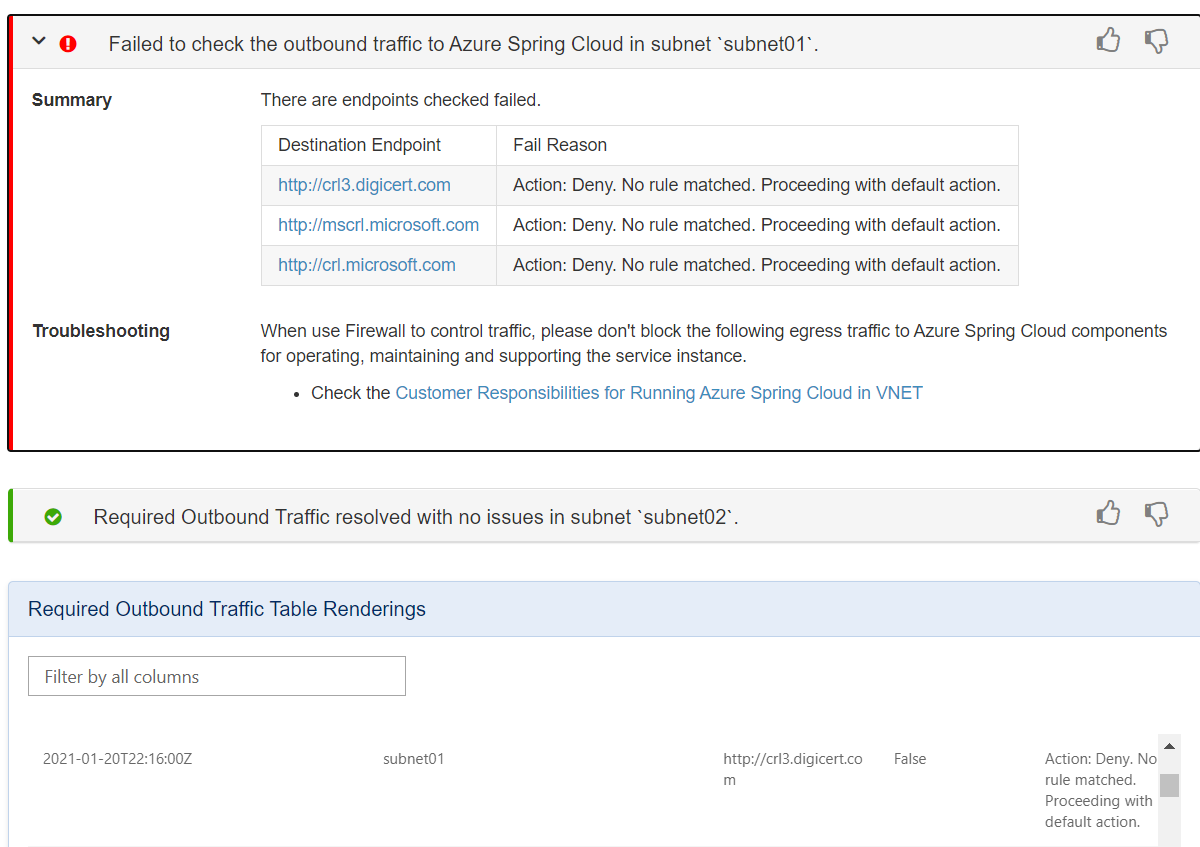 Failed to check the outbound traffic to Azure Spring Cloud in subnet `subnet01`.
Summary
There are endpoints checked failed.
Destination Endpoint Fail Reason
http://crl3.digicert.com Action: Deny. No rule matched. Proceeding with default action.
http://mscrl.microsoft.com Action: Deny. No rule matched. Proceeding with default action.
http://crl.microsoft.com Action: Deny. No rule matched. Proceeding with default action.
Troubleshooting
When use Firewall to control traffic, please don't block the following egress traffic to Azure Spring Cloud components
for operating, maintaining and supporting the service instance.
• Check the Customer Responsibilities for Running Azure Spring Cloud in VNET
Required Outbound Traffic resolved with no issues in subnet `subnet02`.
Required Outbound Traffic Table Renderings
Filter by all columns
2021-01-20T22:16:00Z
subnet01
http://crl3.digicert.co
m
False
Action: Deny. No
rule matched.
Proceeding with
default action.